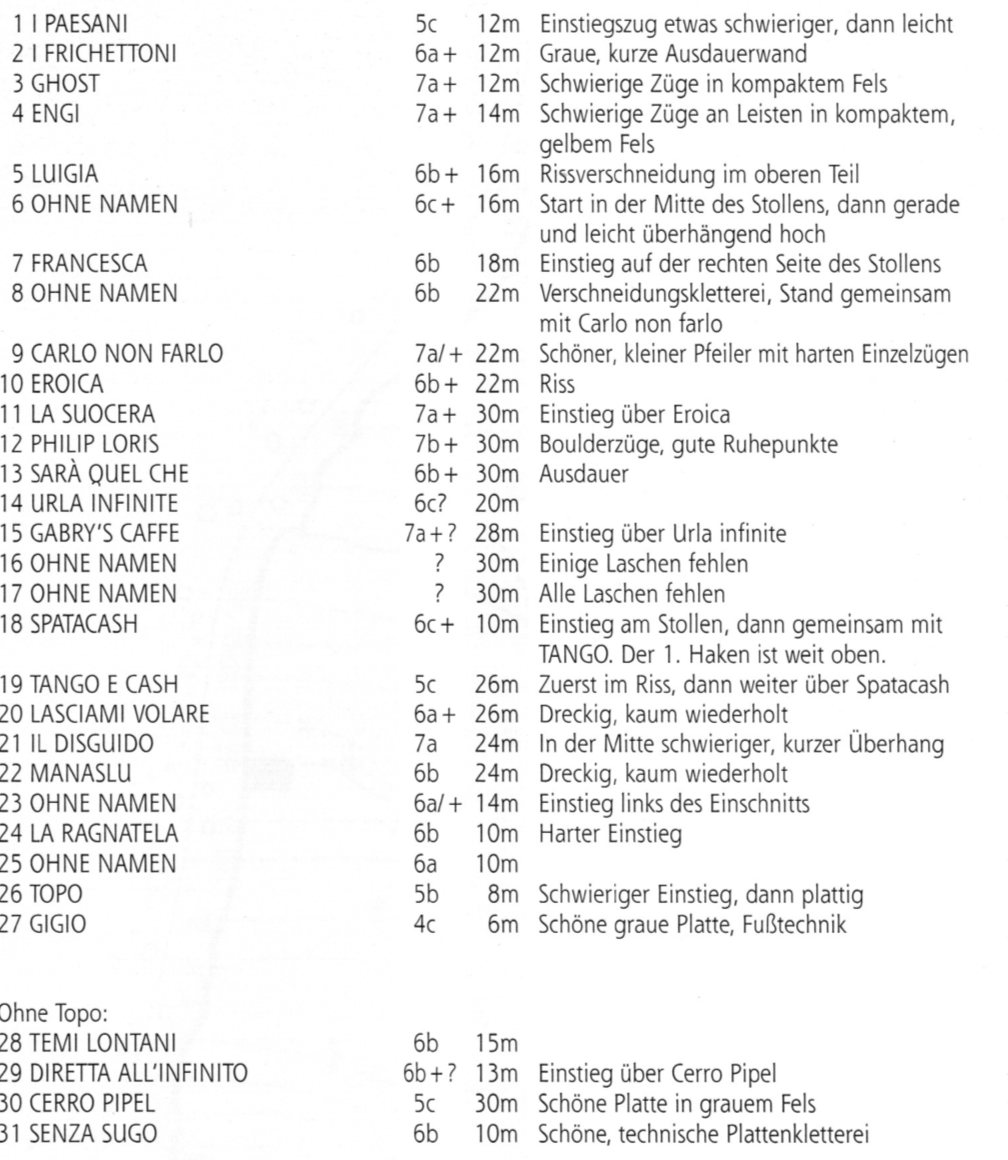 1 I PAESANI 5c 12m Einstiegszug etwas schwieriger, dann leicht
2 I FRICHETTONI 6a+ 12m Graue, kurze Ausdauerwand
3 GHOST 7a+ 12m Schwierige Züge in kompaktem Fels
4 ENGI 7a+ 14m Schwierige Züge an Leisten in kompaktem,
gelbem Fels
5 LUIGIA 6b+ 16m Rissverschneidung im oberen Teil
6 OHNE NAMEN 6c+ 16m Start in der Mitte des Stollens, dann gerade
und leicht überhängend hoch
7 FRANCESCA 6b 18m Einstieg auf der rechten Seite des Stollens
8 OHNE NAMEN 6b 22m Verschneidungskletterei, Stand gemeinsam
mit Carlo non farlo
9 CARLO NON FARLO 7a/+ 22m Schöner, kleiner Pfeiler mit harten Einzelzügen
10 EROICA 6b+ 22m Riss
11 LA SUOCERA 7a+ 30m Einstieg über Eroica
12 PHILIP LORIS 7b+ 30m Boulderzüge, gute Ruhepunkte
13 SARÀ QUEL CHE 6b+ 30m Ausdauer
14 URLA INFINITE 6c? 20m
15 GABRY'S CAFFE 7a+? 28m Einstieg über Urla infinite
16 OHNE NAMEN ? 30m Einige Laschen fehlen
17 OHNE NAMEN ? 30m Alle Laschen fehlen
18 SPATACASH 6c+ 10m Einstieg am Stollen, dann gemeinsam mit
TANGO. Der 1. Haken ist weit oben.
19 TANGO E CASH 5c 26m Zuerst im Riss, dann weiter über Spatacash
20 LASCIAMI VOLARE 6a+ 26m Dreckig, kaum wiederholt
21 IL DISGUIDO 7a 24m In der Mitte schwieriger, kurzer Überhang
22 MANASLU 6b 24m Dreckig, kaum wiederholt
23 OHNE NAMEN 6a/+ 14m Einstieg links des Einschnitts
24 LA RAGNATELA 6b 10m Harter Einstieg
25 OHNE NAMEN 6a 10m
26 TOPO 5b 8m Schwieriger Einstieg, dann plattig
27 GIGIO 4c 6m Schöne graue Platte, Fußtechnik
Ohne Topo:
28 TEMI LONTANI 6b 15m
29 DIRETTA ALL'INFINITO 6b+? 13m Einstieg über Cerro Pipel
30 CERRO PIPEL 5c 30m Schöne Platte in grauem Fels
31 SENZA SUGO 6b 10m Schöne, technische Plattenkletterei